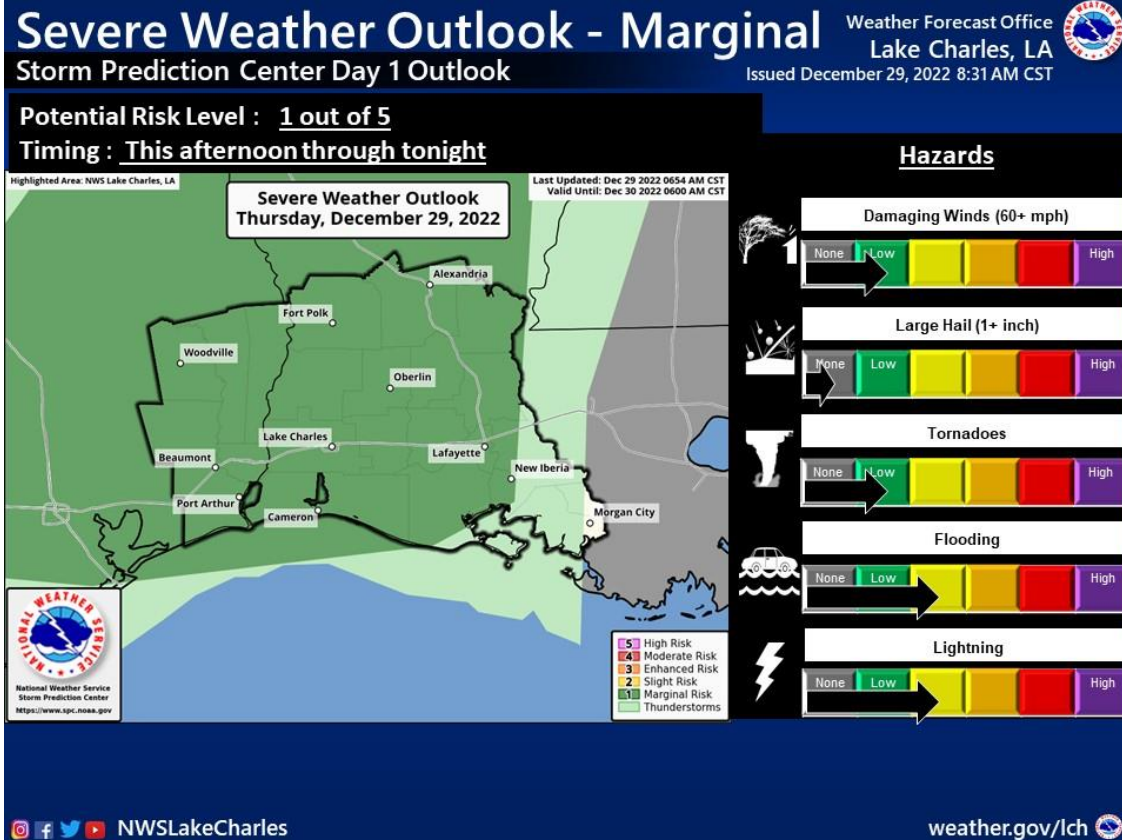 Severe Weather Outlook - Marginal
Storm Prediction Center Day 1 Outlook
Weather Forecast Office
Lake Charles, LA
Issued December 29, 2022 8:31 AM CST
NATIONAL WEATHER SERVICE
Potential Risk Level : 1 out of 5
Timing : This afternoon through tonight
Highlighted Area: NWS Lake Charles, LA
Severe Weather Outlook
Thursday, December 29, 2022
Last Updated: Dec 29 2022 0654 AM CST
Valid Until: Dec 30 2022 0600 AM CST
Alexandria
Fort Polk
Woodville
Oberlin
Lake Charles
Beaumont
Lafayette
New Iberia
Port Arthur
Cameron
Morgan City
NATIONAL WEATHER SERVICE
National Weather Service
Storm Prediction Center
https://www.spc.noaa.gov
5 High Risk
4 Moderate Risk
3 Enhanced Risk
2 Slight Risk
1 Marginal Risk
Thunderstorms
Hazards
Damaging Winds (60+ mph)
None Low High
Large Hail (1+ inch)
None Low High
Tornadoes
None Low High
Flooding
None Low High
Lightning
None Low High
NWSLakeCharles
weather.gov/lch